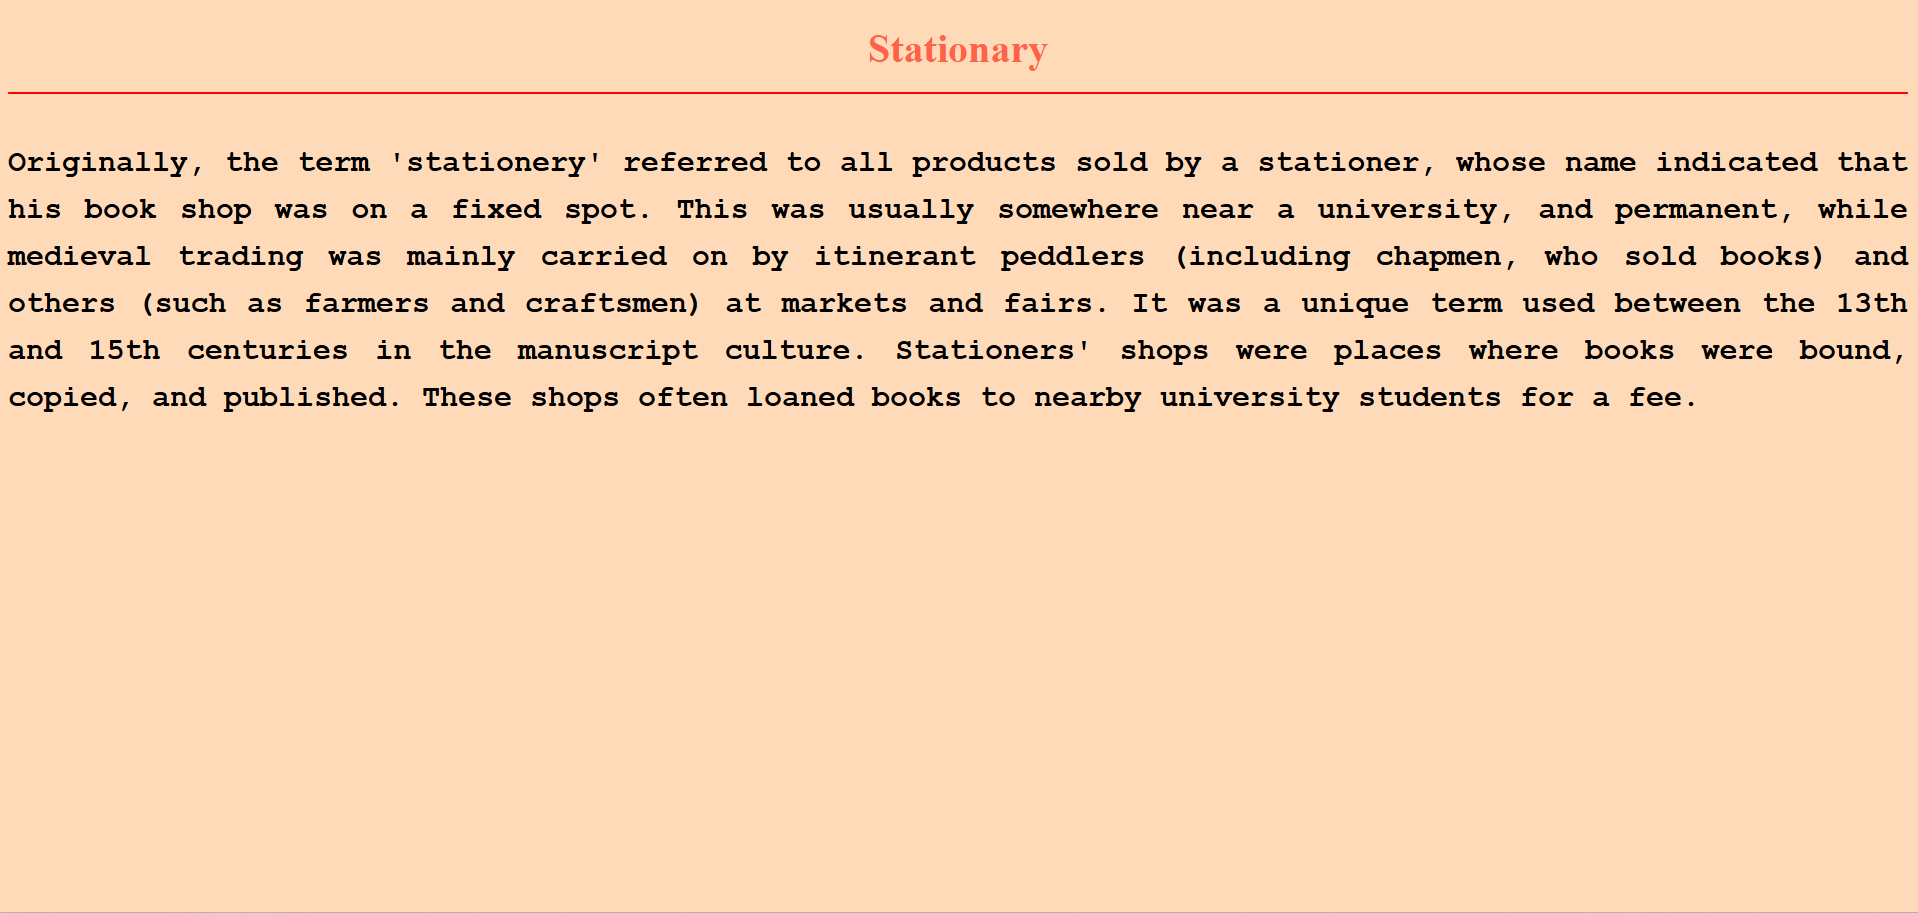 Stationary
Originally, the term 'stationery' referred to all products sold by a stationer, whose name indicated that
his book shop was on a fixed spot. This was usually somewhere near a university, and permanent, while
medieval trading was mainly carried on by itinerant peddlers (including chapmen, who sold books) and
others (such as farmers and craftsmen) at markets and fairs. It was a unique term used between the 13th
and 15th centuries in the manuscript culture. Stationers' shops were places where books were bound,
copied, and published. These shops often loaned books to nearby university students for a fee.